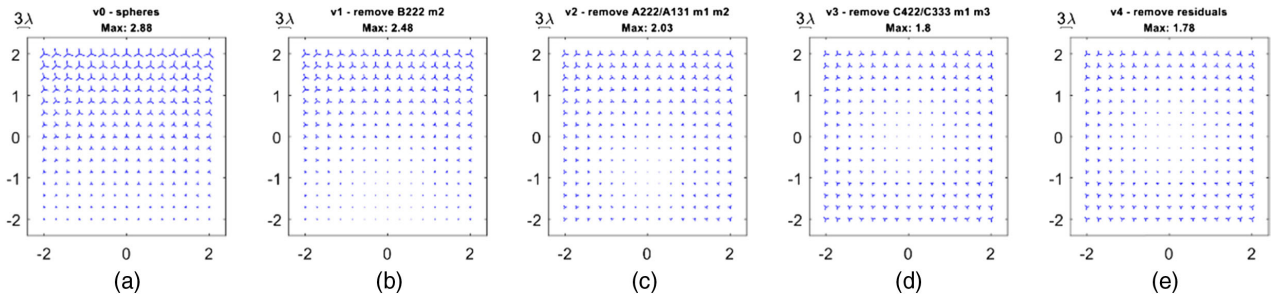 v0 - spheres
3λ
Max: 2.88
2
1
0
-1
-2
-2
0
2
(a)
v1 - remove B222 m2
3λ
Max: 2.48
2
1
0
-1
-2
-2
0
2
(b)
v2 - remove A222/A131 m1 m2
3λ
Max: 2.03
2
1
0
-1
-2
-2
0
2
(c)
v3 - remove C422/C333 m1 m3
3λ
Max: 1.8
2
1
0
-1
-2
-2
0
2
(d)
v4 - remove residuals
3λ
Max: 1.78
2
1
0
-1
-2
-2
0
2
(e)